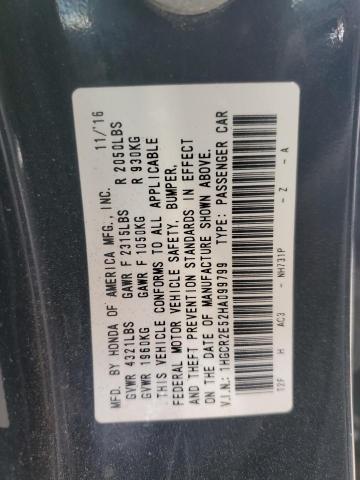 MFD. BY HONDA OF AMERICA MFG., INC. 11/'16
GVWR 4321LBS GAWR F 2315LBS R 2050LBS
GVWR 1960KG GAWR F 1050KG R 930KG
THIS VEHICLE CONFORMS TO ALL APPLICABLE
FEDERAL MOTOR VEHICLE SAFETY, BUMPER,
AND THEFT PREVENTION STANDARDS IN EFFECT
ON THE DATE OF MANUFACTURE SHOWN ABOVE.
V.I.N.: 1HGCR2E52HA099799 TYPE: PASSENGER CAR
12F H AC3 - NH731P - Z - A